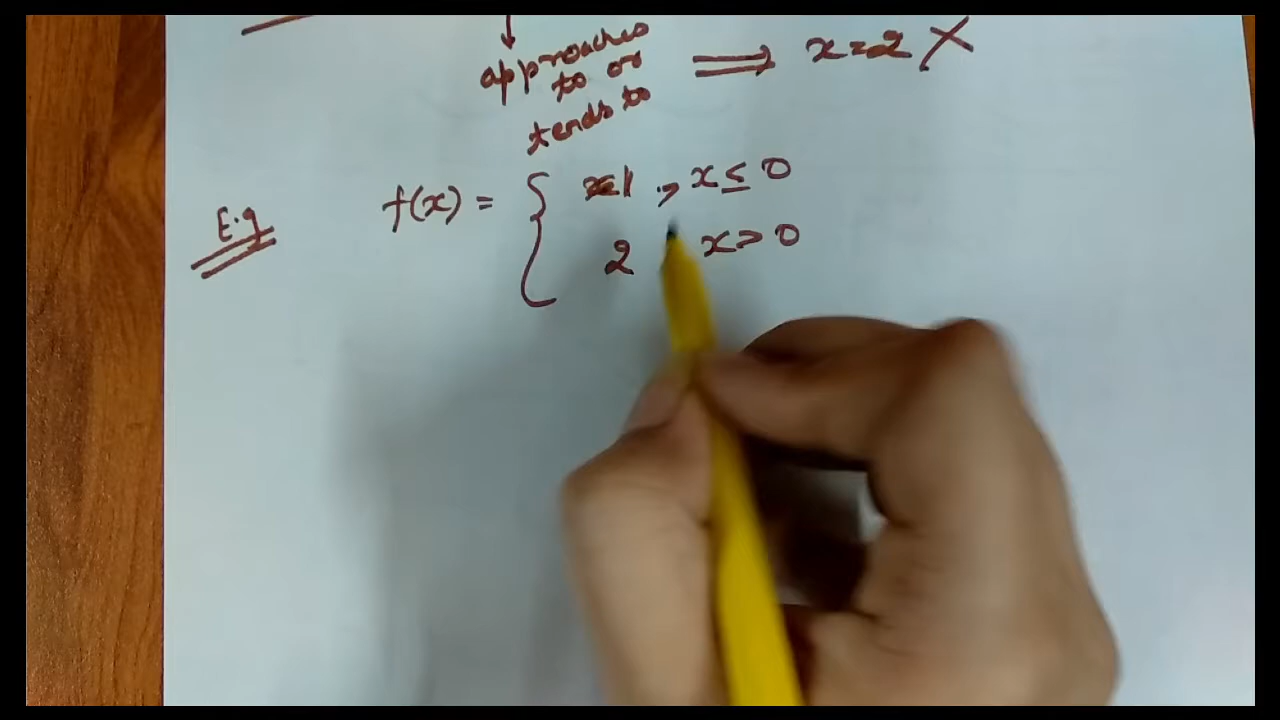 approaches
to or
tends to
⟹ x=2 X
E.g
f(x) = { 1 , x ≤ 0
2 x > 0